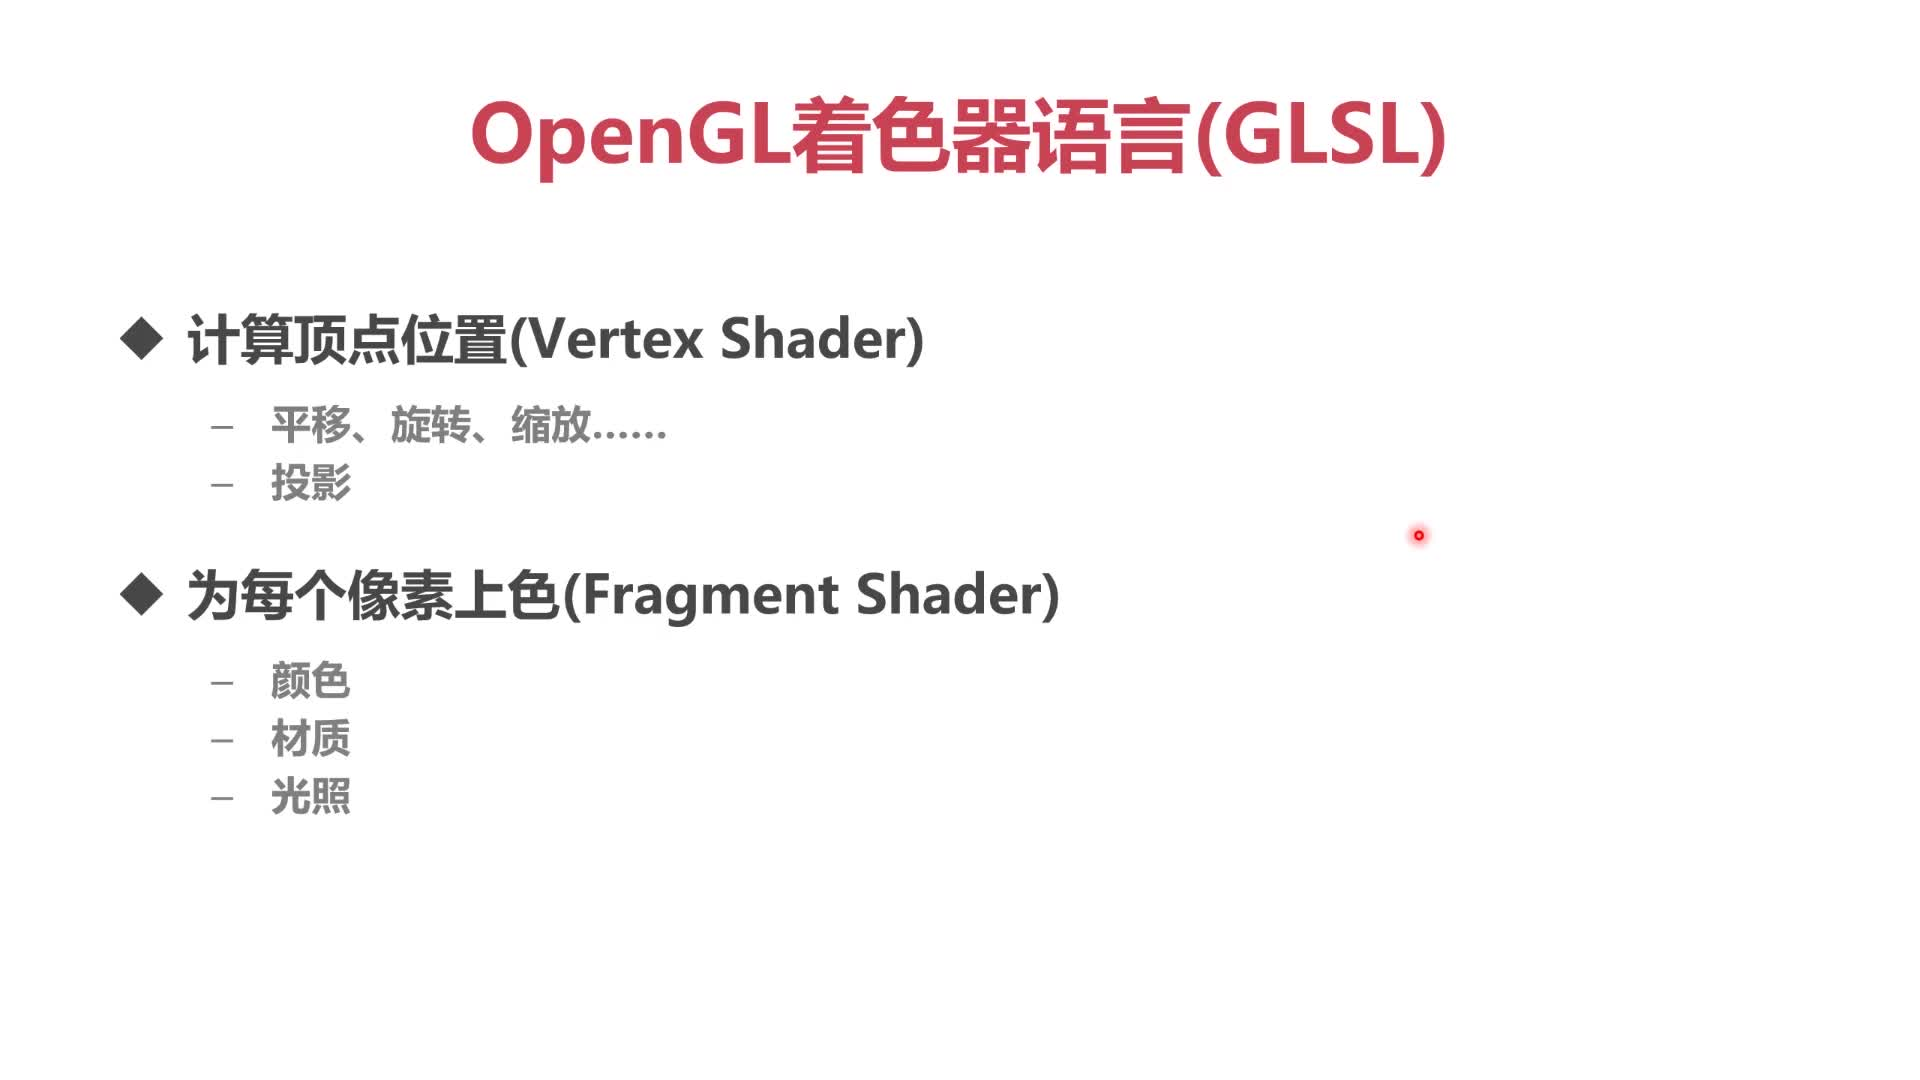 OpenGL着色器语言(GLSL)
◆ 计算顶点位置(Vertex Shader)
– 平移、旋转、缩放……
– 投影
◆ 为每个像素上色(Fragment Shader)
– 颜色
– 材质
– 光照